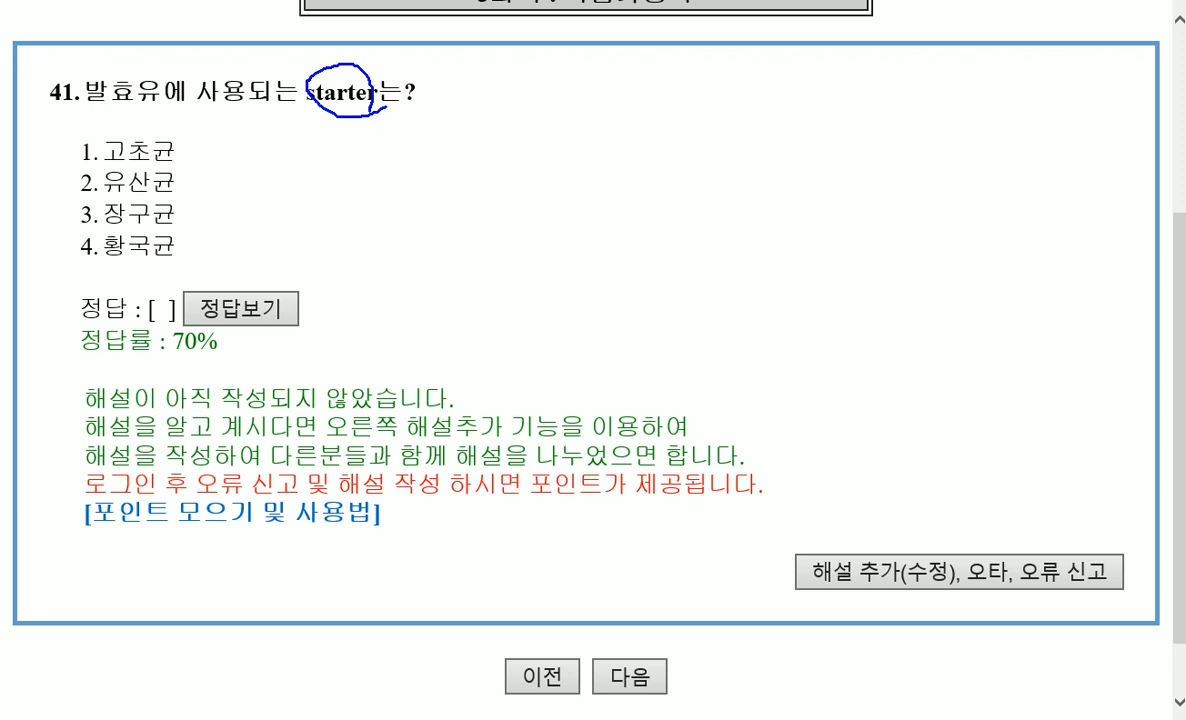 41. 발효유에 사용되는 starter는?
1. 고초균
2. 유산균
3. 장구균
4. 황국균
정답 : [ ] 정답보기
정답률 : 70%
해설이 아직 작성되지 않았습니다.
해설을 알고 계시다면 오른쪽 해설추가 기능을 이용하여
해설을 작성하여 다른분들과 함께 해설을 나누었으면 합니다.
로그인 후 오류 신고 및 해설 작성 하시면 포인트가 제공됩니다.
[포인트 모으기 및 사용법]
해설 추가(수정), 오타, 오류 신고
이전 다음